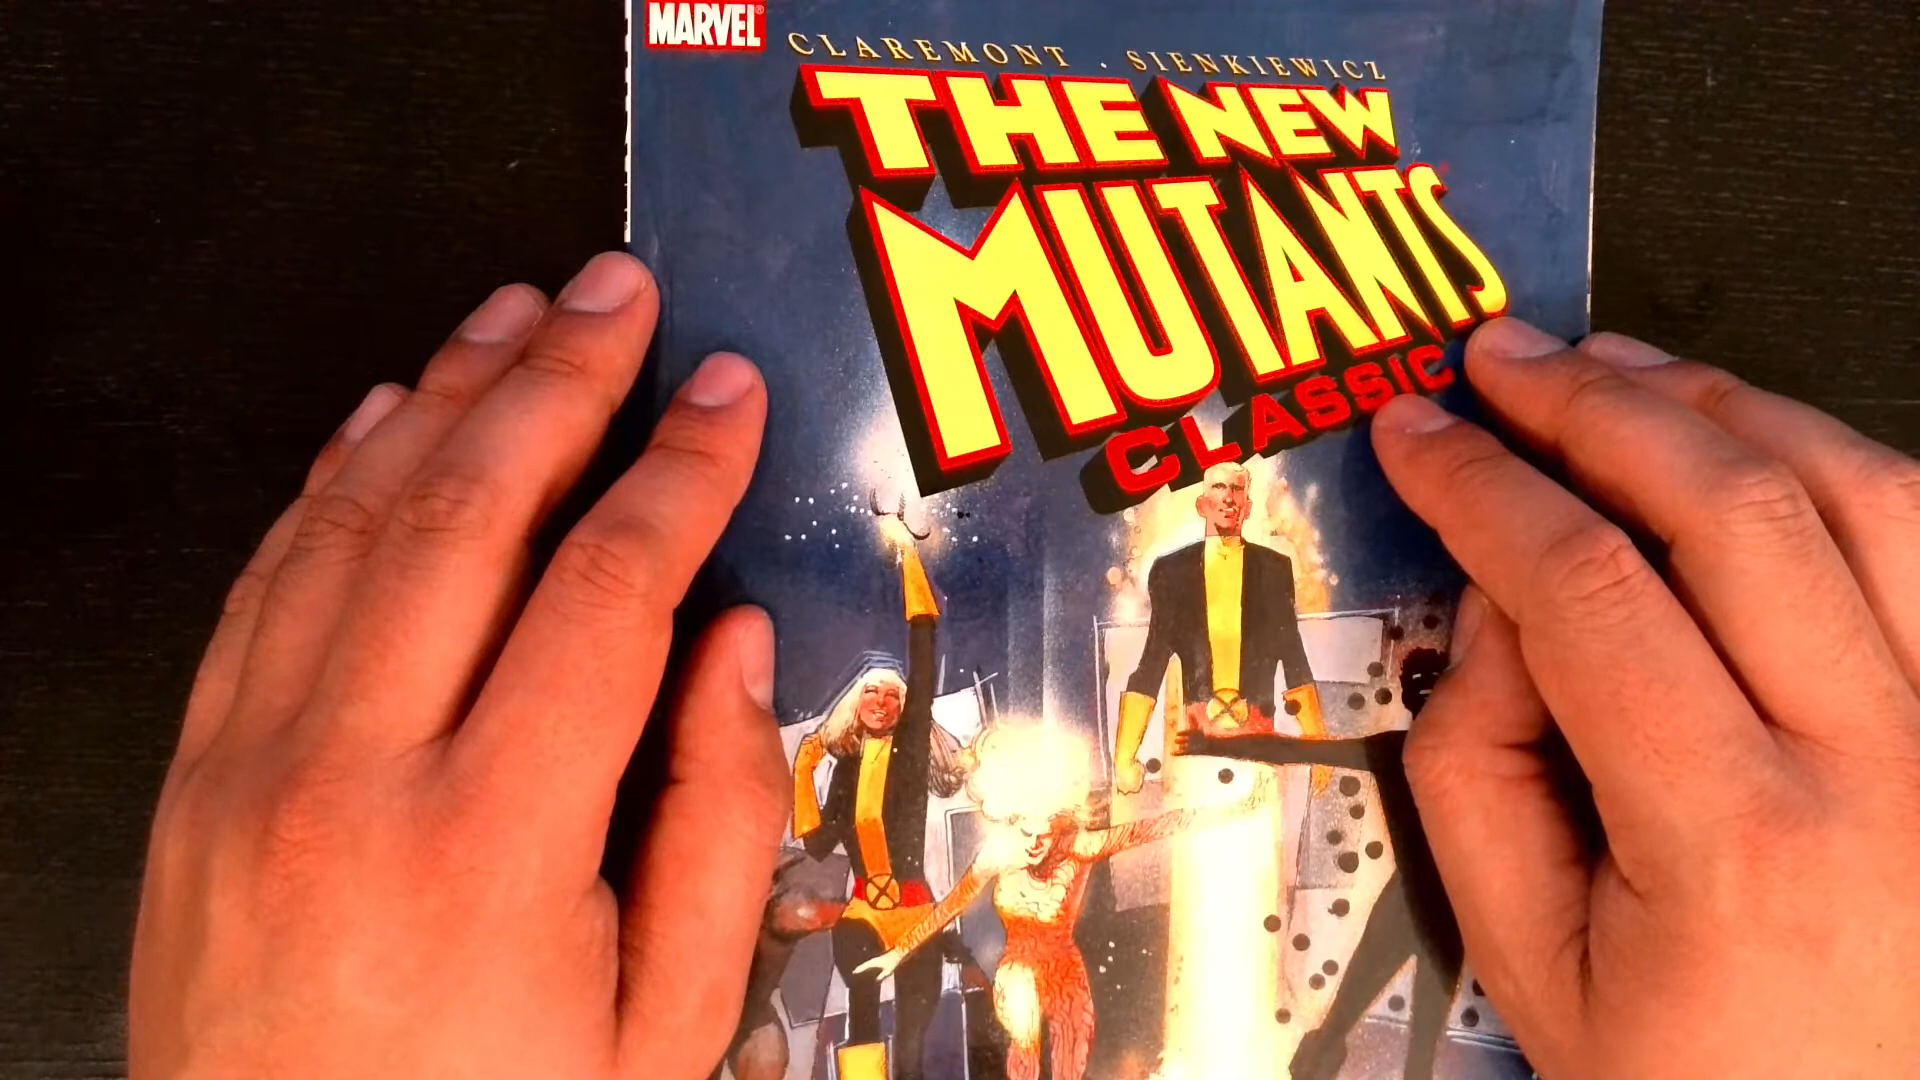 MARVEL
CLAREMONT . SIENKIEWICZ
THE NEW
MUTANTS
CLASSIC